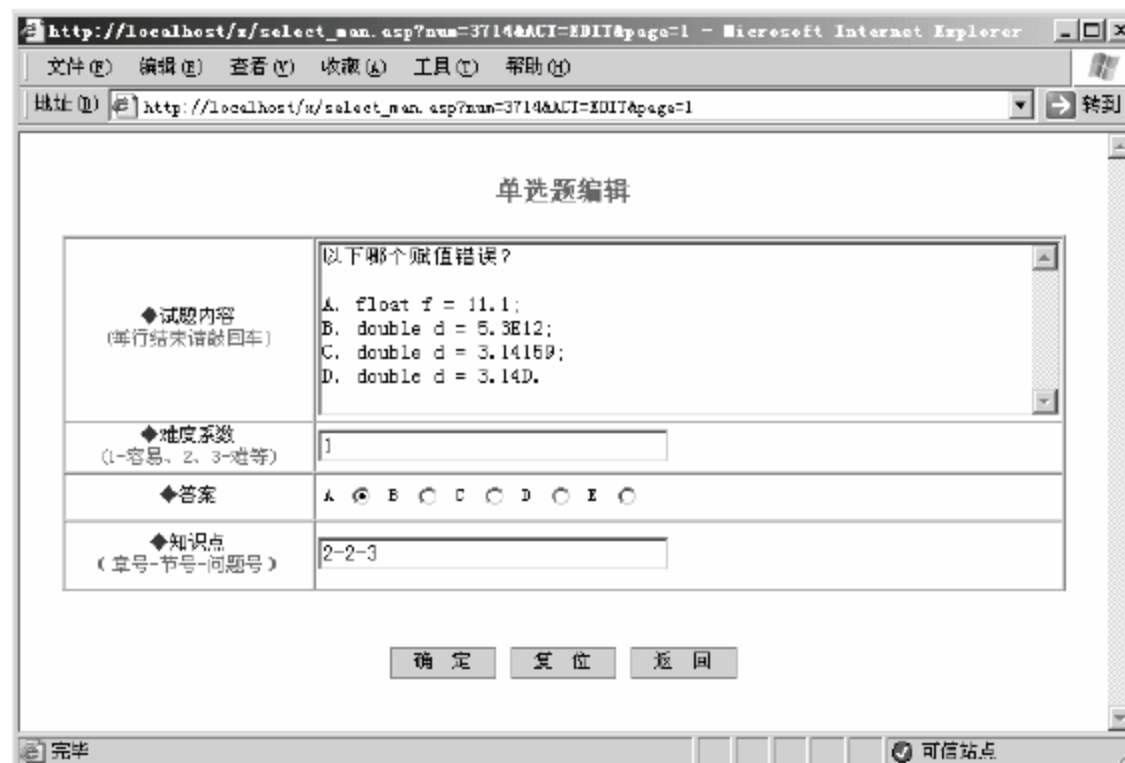 http://localhost/x/select_man.asp?num=3714&ACT=EDIT&page=1 - Microsoft Internet Explorer
文件(F) 编辑(E) 查看(V) 收藏(A) 工具(T) 帮助(H)
地址(D) http://localhost/x/select_man.asp?num=3714&ACT=EDIT&page=1 转到
单选题编辑
以下哪个赋值错误?
A. float f = 11.1;
◆试题内容
(每行结束请敲回车)
B. double d = 5.3E12;
C. double d = 3.14159;
D. double d = 3.14D.
◆难度系数
(1-容易、2、3-难等)
1
◆答案
A B C D E
◆知识点
(章号-节号-问题号)
2-2-3
确 定 复 位 返 回
完毕 可信站点